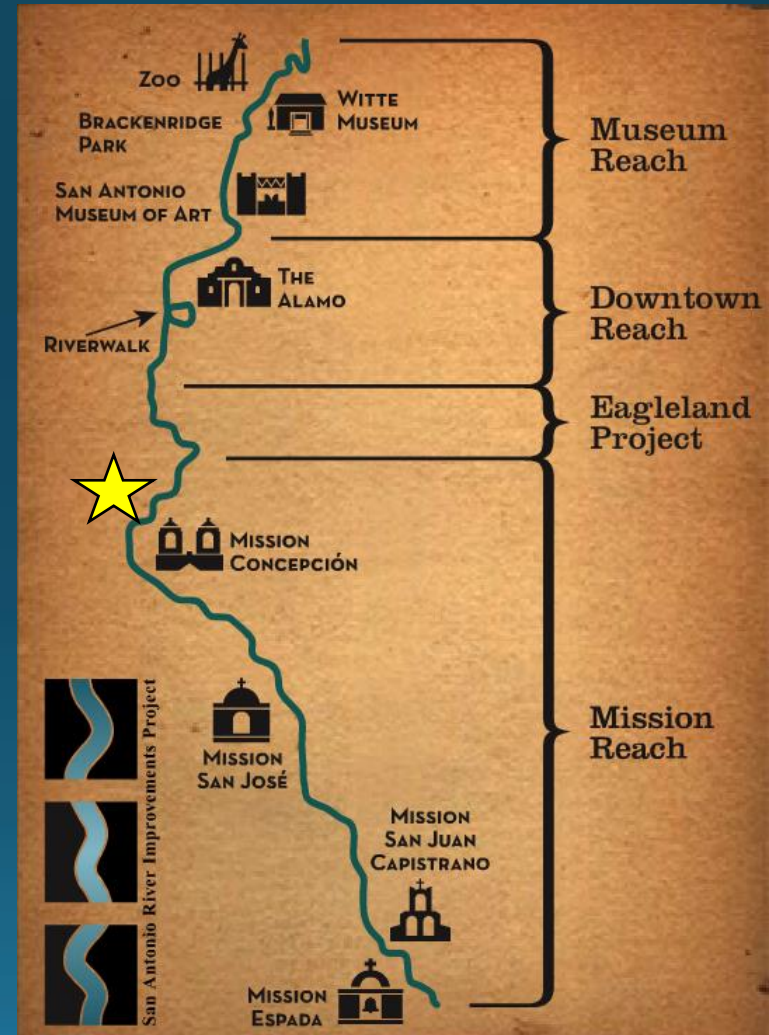 ZOO
WITTE
MUSEUM
BRACKENRIDGE
PARK
Museum
Reach
SAN ANTONIO
MUSEUM OF ART
THE
ALAMO
Downtown
Reach
RIVERWALK
Eagleland
Project
MISSION
CONCEPCIÓN
MISSION
SAN JOSÉ
Mission
Reach
MISSION
SAN JUAN
CAPISTRANO
MISSION
ESPADA
San Antonio River Improvements Project